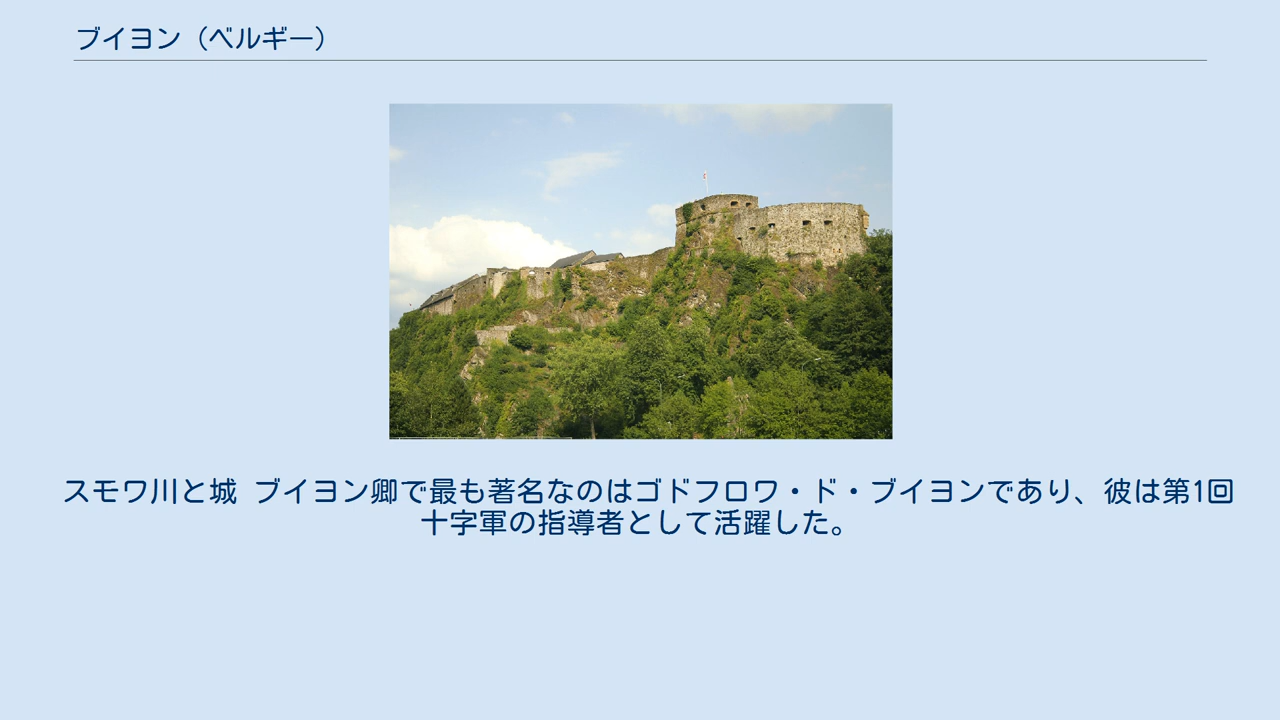 ブイヨン（ベルギー）
スモワ川と城 ブイヨン卿で最も著名なのはゴドフロワ・ド・ブイヨンであり、彼は第1回
十字軍の指導者として活躍した。